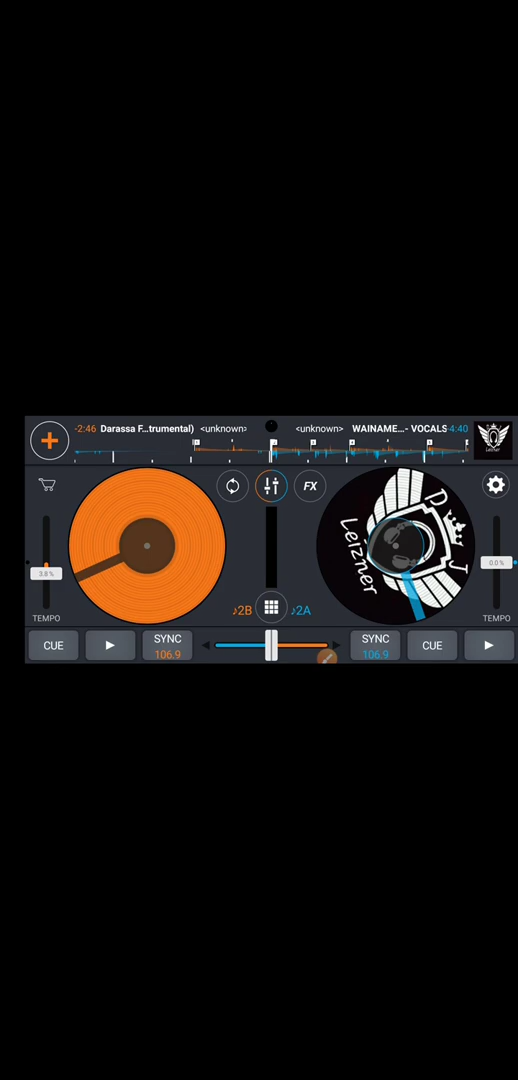 -2:46 Darassa F...trumental) <unknown> <unknown> WAINAME...- VOCALS -4:40
Leizner
FX
DJ
Leizner
3.8 %
0.0 %
TEMPO
♪2B
♪2A
TEMPO
CUE
SYNC
106.9
SYNC
106.9
CUE